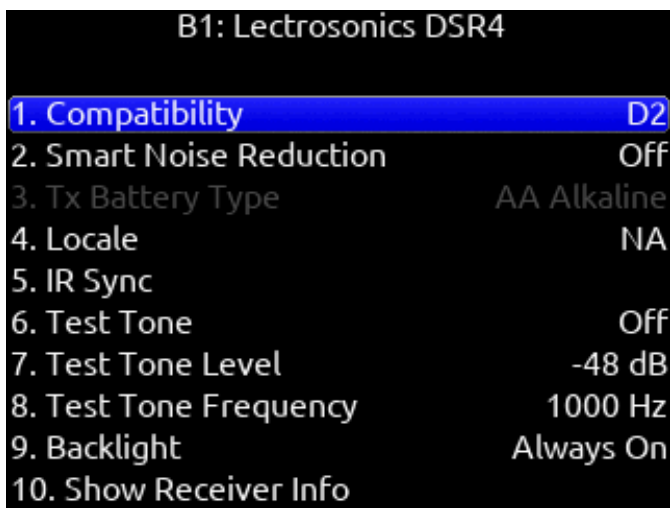 B1: Lectrosonics DSR4
1. Compatibility D2
2. Smart Noise Reduction Off
3. Tx Battery Type AA Alkaline
4. Locale NA
5. IR Sync
6. Test Tone Off
7. Test Tone Level -48 dB
8. Test Tone Frequency 1000 Hz
9. Backlight Always On
10. Show Receiver Info